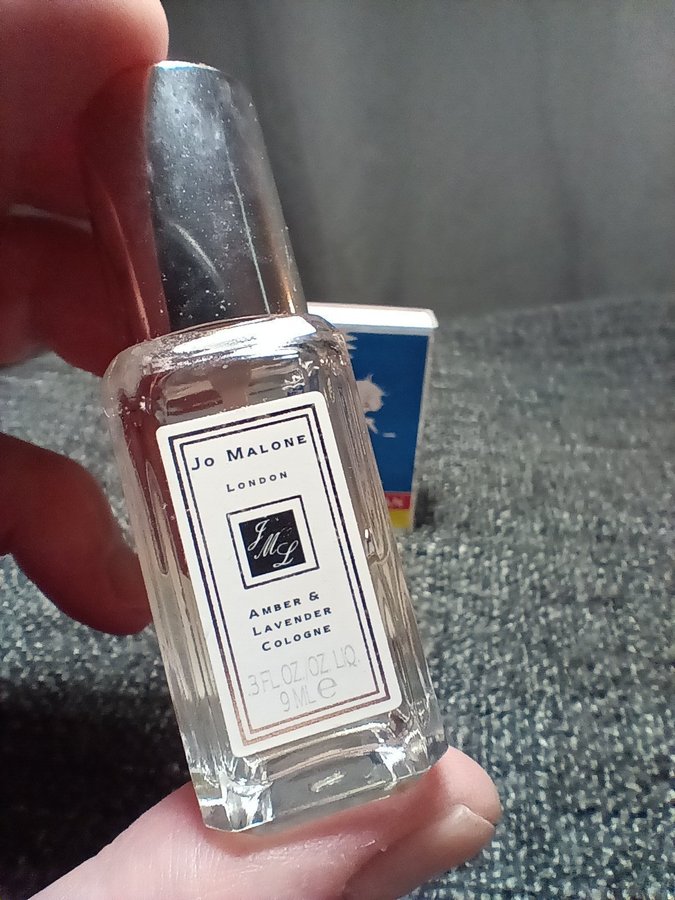 Jo Malone
London
JML
Amber &
Lavender
Cologne
.3 FL.OZ./OZ. LIQ.
9 ML e